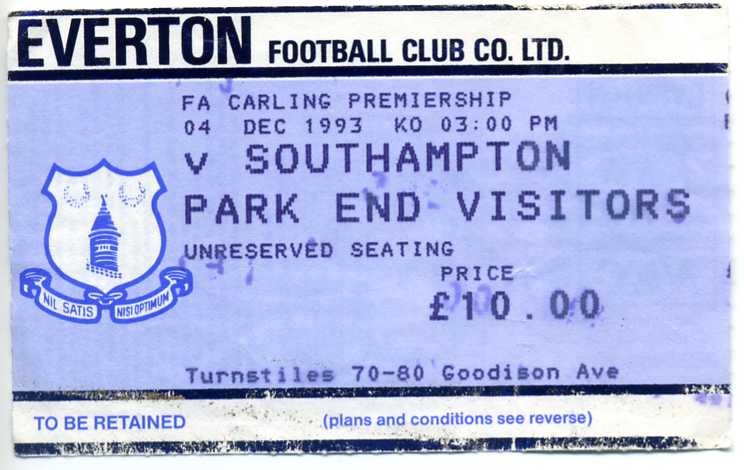 EVERTON FOOTBALL CLUB CO. LTD.
FA CARLING PREMIERSHIP
04 DEC 1993 KO 03:00 PM
v SOUTHAMPTON
PARK END VISITORS
UNRESERVED SEATING
PRICE
£10.00
NIL SATIS NISI OPTIMUM
Turnstiles 70-80 Goodison Ave
TO BE RETAINED (plans and conditions see reverse)